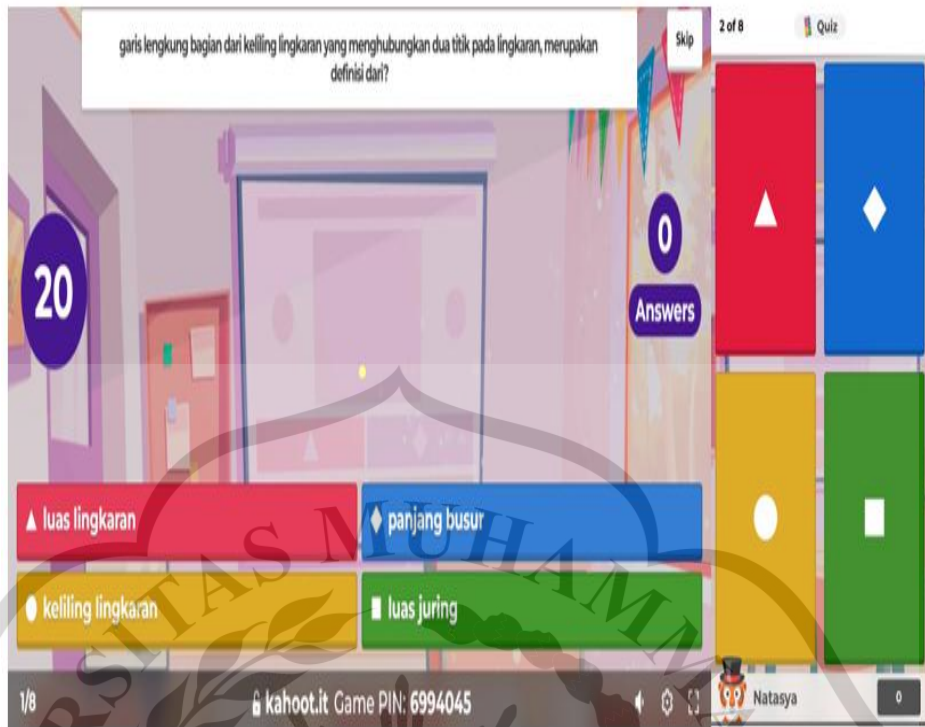 garis lengkung bagian dari keliling lingkaran yang menghubungkan dua titik pada lingkaran, merupakan
definisi dari?
Skip
20
0
Answers
luas lingkaran
panjang busur
keliling lingkaran
luas juring
1/8
kahoot.it Game PIN: 6994045
2 of 8
Quiz
Natasya
0
RSITAS MUHAMM